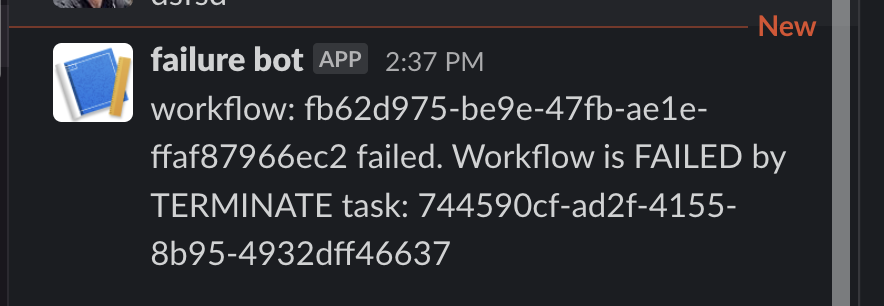 New
failure bot APP 2:37 PM
workflow: fb62d975-be9e-47fb-ae1e-
ffaf87966ec2 failed. Workflow is FAILED by
TERMINATE task: 744590cf-ad2f-4155-
8b95-4932dff46637